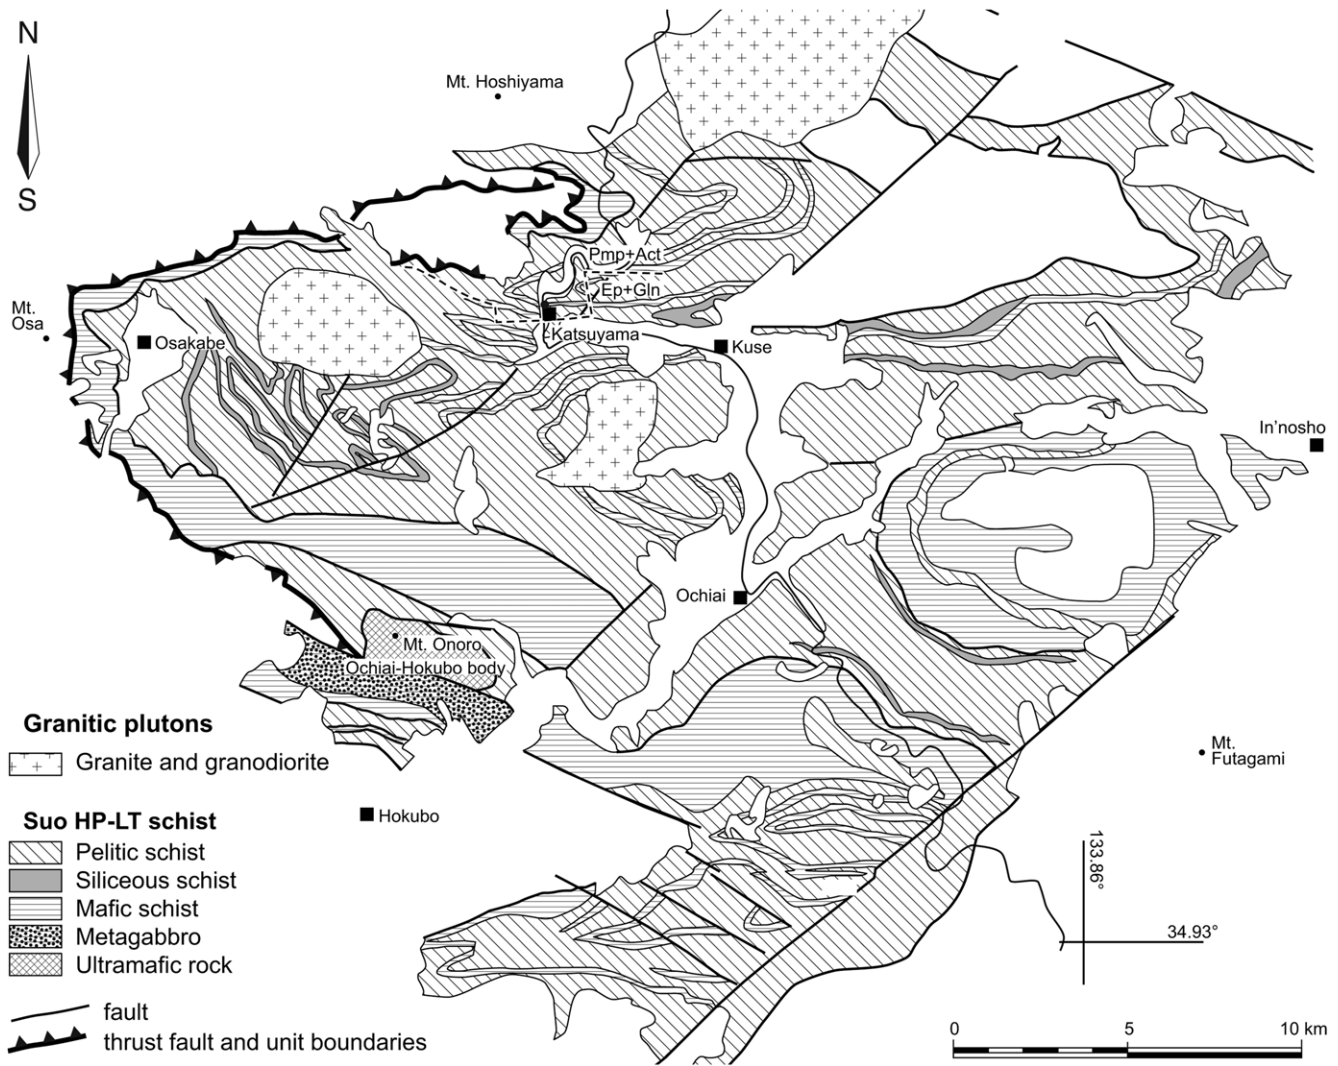 N
S
Mt. Hoshiyama
Pmp+Act
Ep+Gln
Mt.
Osa
Osakabe
Katsuyama
Kuse
In'nosho
Ochiai
Mt. Onoro
Ochiai-Hokubo body
Mt.
Futagami
Hokubo
Granitic plutons
Granite and granodiorite
Suo HP-LT schist
Pelitic schist
Siliceous schist
Mafic schist
Metagabbro
Ultramafic rock
fault
thrust fault and unit boundaries
133.86°
34.93°
0 5 10 km